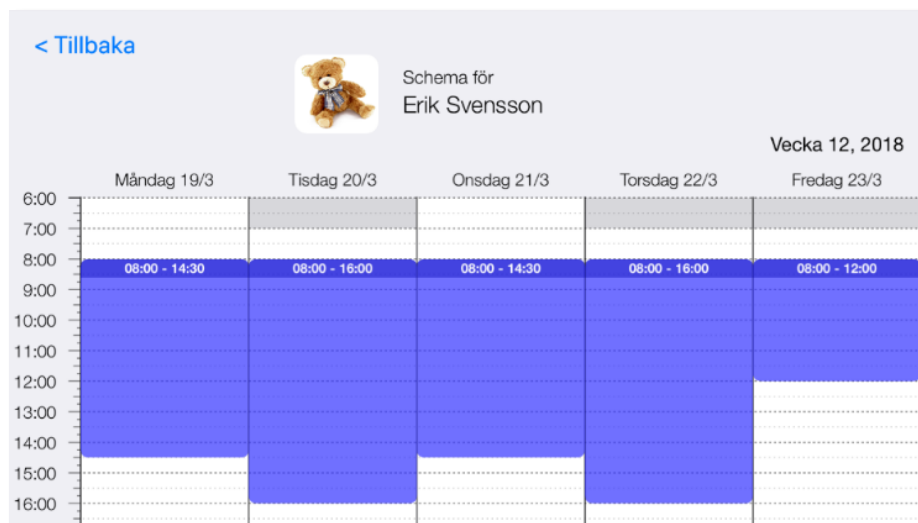 < Tillbaka
Schema för
Erik Svensson
Vecka 12, 2018
Måndag 19/3 Tisdag 20/3 Onsdag 21/3 Torsdag 22/3 Fredag 23/3
6:00
7:00
8:00
08:00 - 14:30 08:00 - 16:00 08:00 - 14:30 08:00 - 16:00 08:00 - 12:00
9:00
10:00
11:00
12:00
13:00
14:00
15:00
16:00